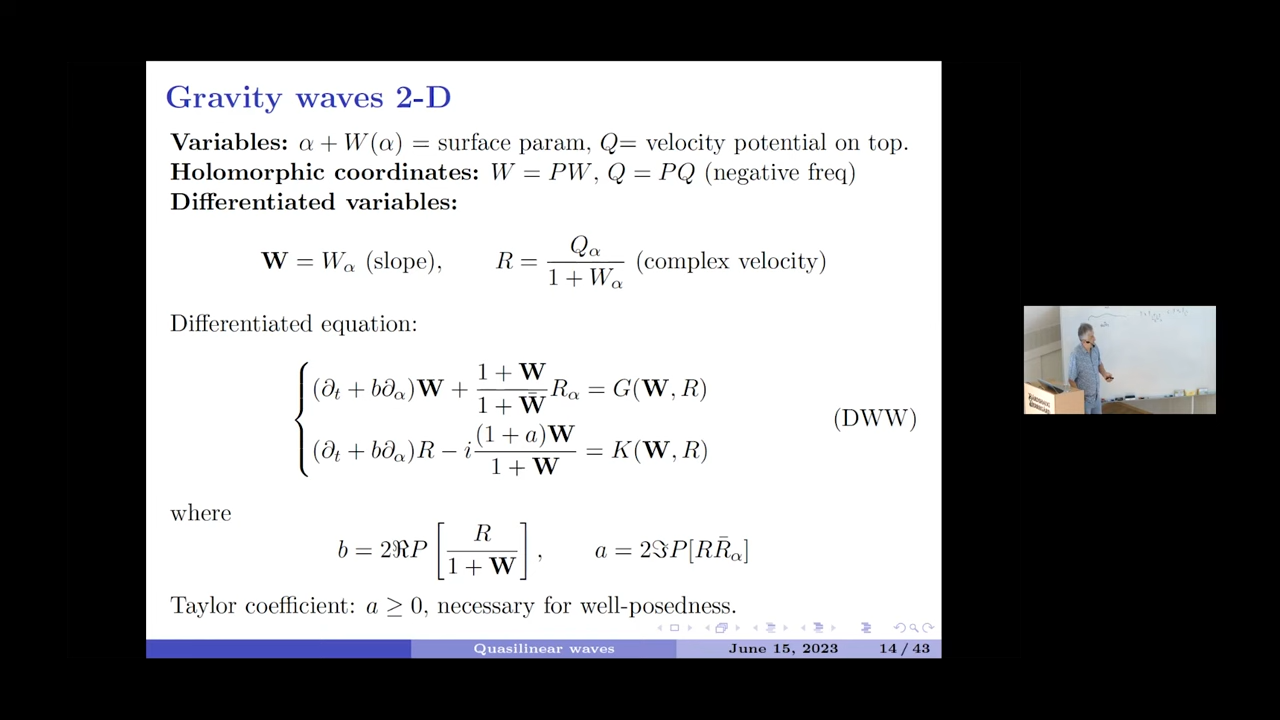 Gravity waves 2-D
Variables: α + W(α) = surface param, Q= velocity potential on top.
Holomorphic coordinates: W = PW, Q = PQ (negative freq)
Differentiated variables:
𝐖 = W_α (slope), R = Q_α / (1 + W_α) (complex velocity)
Differentiated equation:
(∂_t + b∂_α)𝐖 + (1 + 𝐖)/(1 + 𝐖̄) R_α = G(𝐖, R)
(DWW)
(∂_t + b∂_α)R − i (1 + a)𝐖/(1 + 𝐖) = K(𝐖, R)
where
b = 2ℜP [R/(1 + 𝐖)], a = 2ℑP[RR̄_α]
Taylor coefficient: a ≥ 0, necessary for well-posedness.
Quasilinear waves June 15, 2023 14 / 43